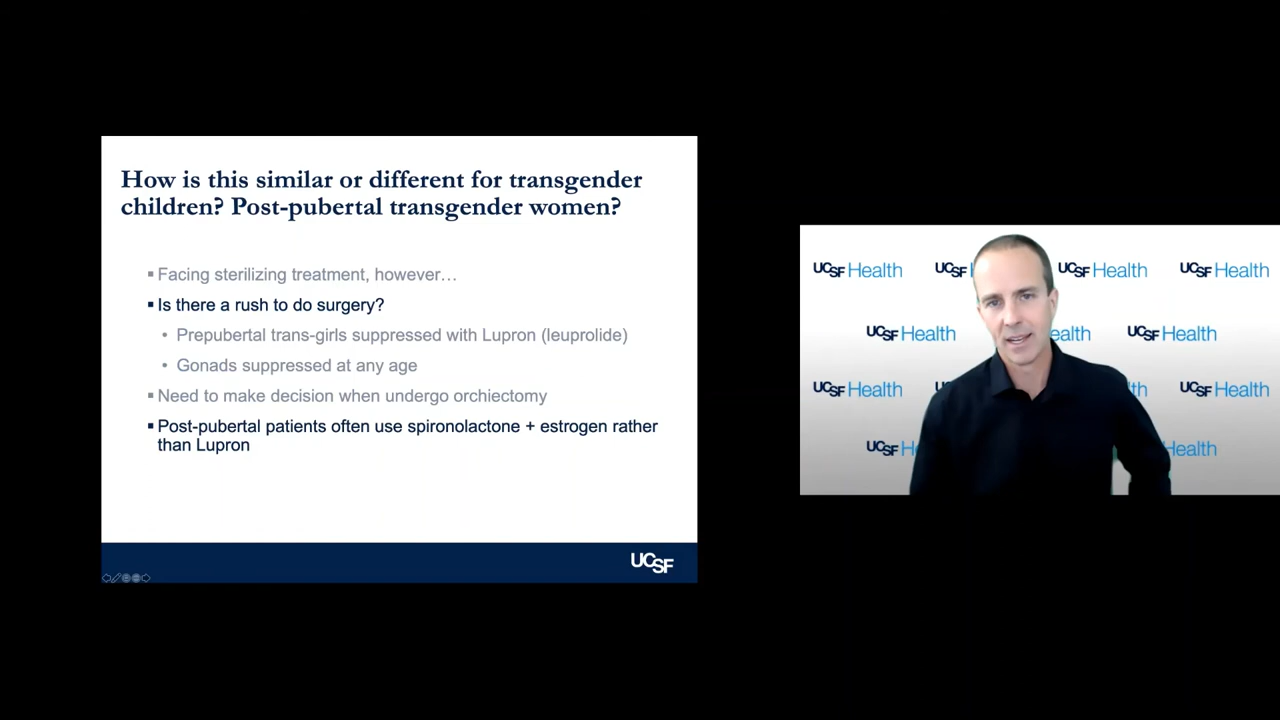 How is this similar or different for transgender
children? Post-pubertal transgender women?
▪ Facing sterilizing treatment, however…
▪ Is there a rush to do surgery?
• Prepubertal trans-girls suppressed with Lupron (leuprolide)
• Gonads suppressed at any age
▪ Need to make decision when undergo orchiectomy
▪ Post-pubertal patients often use spironolactone + estrogen rather
than Lupron
UCSF
UCSF Health UCSF UCSF Health UCSF Health
UCSF Health ealth UCSF Health
UCSF Health UCSF Health
UCSF Health